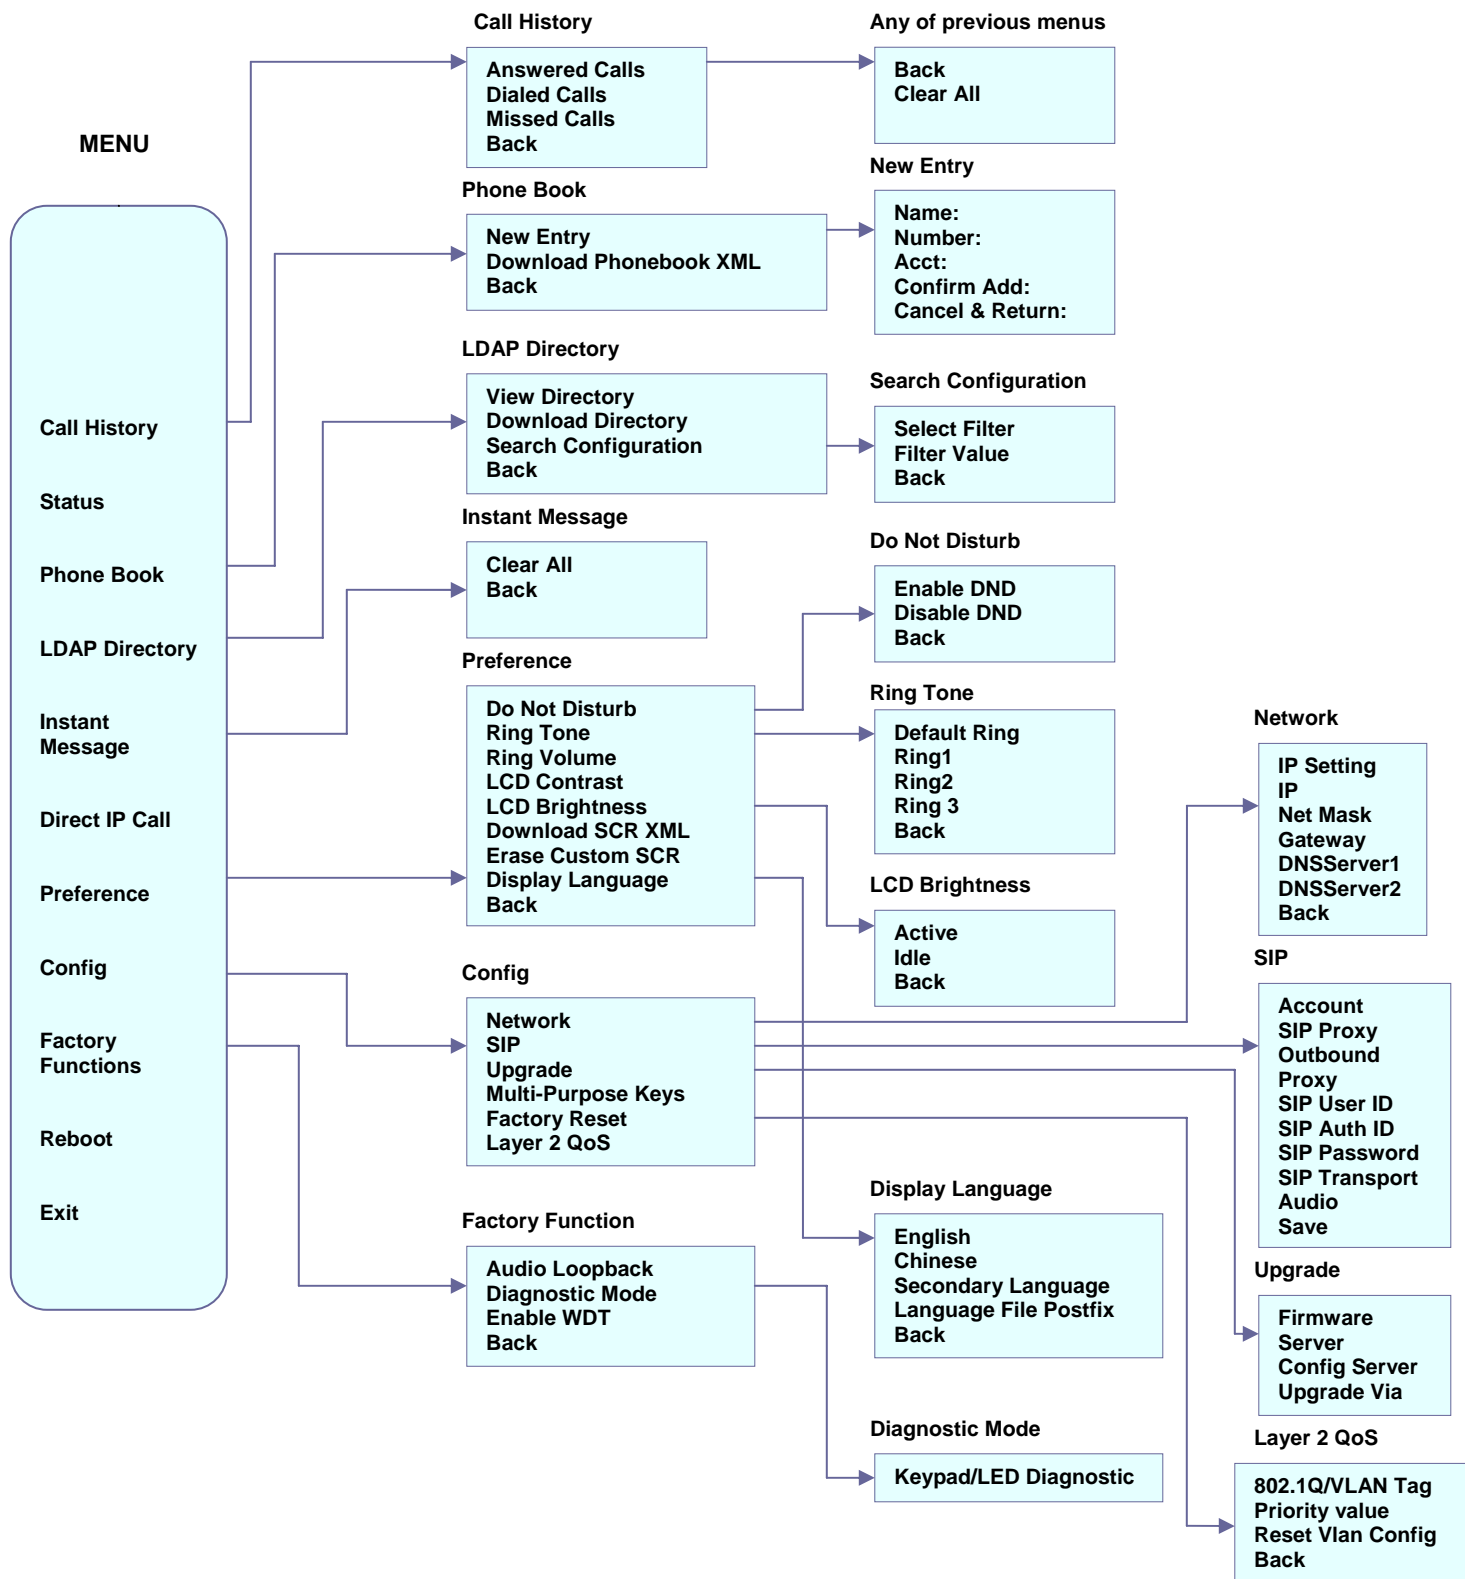 MENU
Call History
Status
Phone Book
LDAP Directory
Instant
Message
Direct IP Call
Preference
Config
Factory
Functions
Reboot
Exit
Call History
Answered Calls
Dialed Calls
Missed Calls
Back
Any of previous menus
Back
Clear All
Phone Book
New Entry
Download Phonebook XML
Back
New Entry
Name:
Number:
Acct:
Confirm Add:
Cancel & Return:
LDAP Directory
View Directory
Download Directory
Search Configuration
Back
Search Configuration
Select Filter
Filter Value
Back
Instant Message
Clear All
Back
Preference
Do Not Disturb
Ring Tone
Ring Volume
LCD Contrast
LCD Brightness
Download SCR XML
Erase Custom SCR
Display Language
Back
Do Not Disturb
Enable DND
Disable DND
Back
Ring Tone
Default Ring
Ring1
Ring2
Ring 3
Back
LCD Brightness
Active
Idle
Back
Config
Network
SIP
Upgrade
Multi-Purpose Keys
Factory Reset
Layer 2 QoS
Display Language
English
Chinese
Secondary Language
Language File Postfix
Back
Factory Function
Audio Loopback
Diagnostic Mode
Enable WDT
Back
Diagnostic Mode
Keypad/LED Diagnostic
Network
IP Setting
IP
Net Mask
Gateway
DNSServer1
DNSServer2
Back
SIP
Account
SIP Proxy
Outbound
Proxy
SIP User ID
SIP Auth ID
SIP Password
SIP Transport
Audio
Save
Upgrade
Firmware
Server
Config Server
Upgrade Via
Layer 2 QoS
802.1Q/VLAN Tag
Priority value
Reset Vlan Config
Back